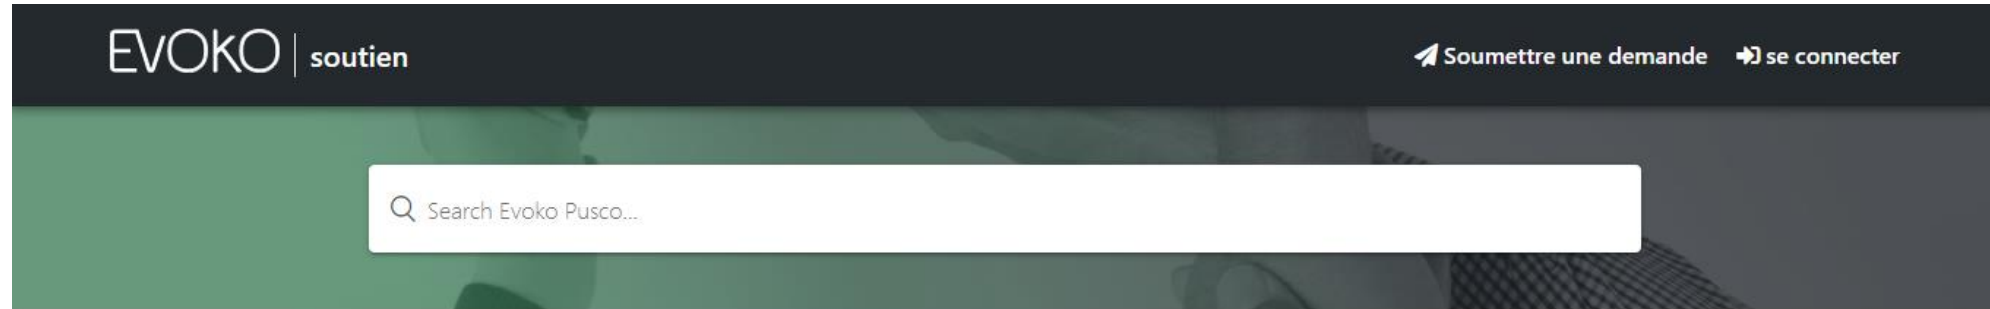 EVOKO | soutien
Soumettre une demande
se connecter
Search Evoko Pusco...